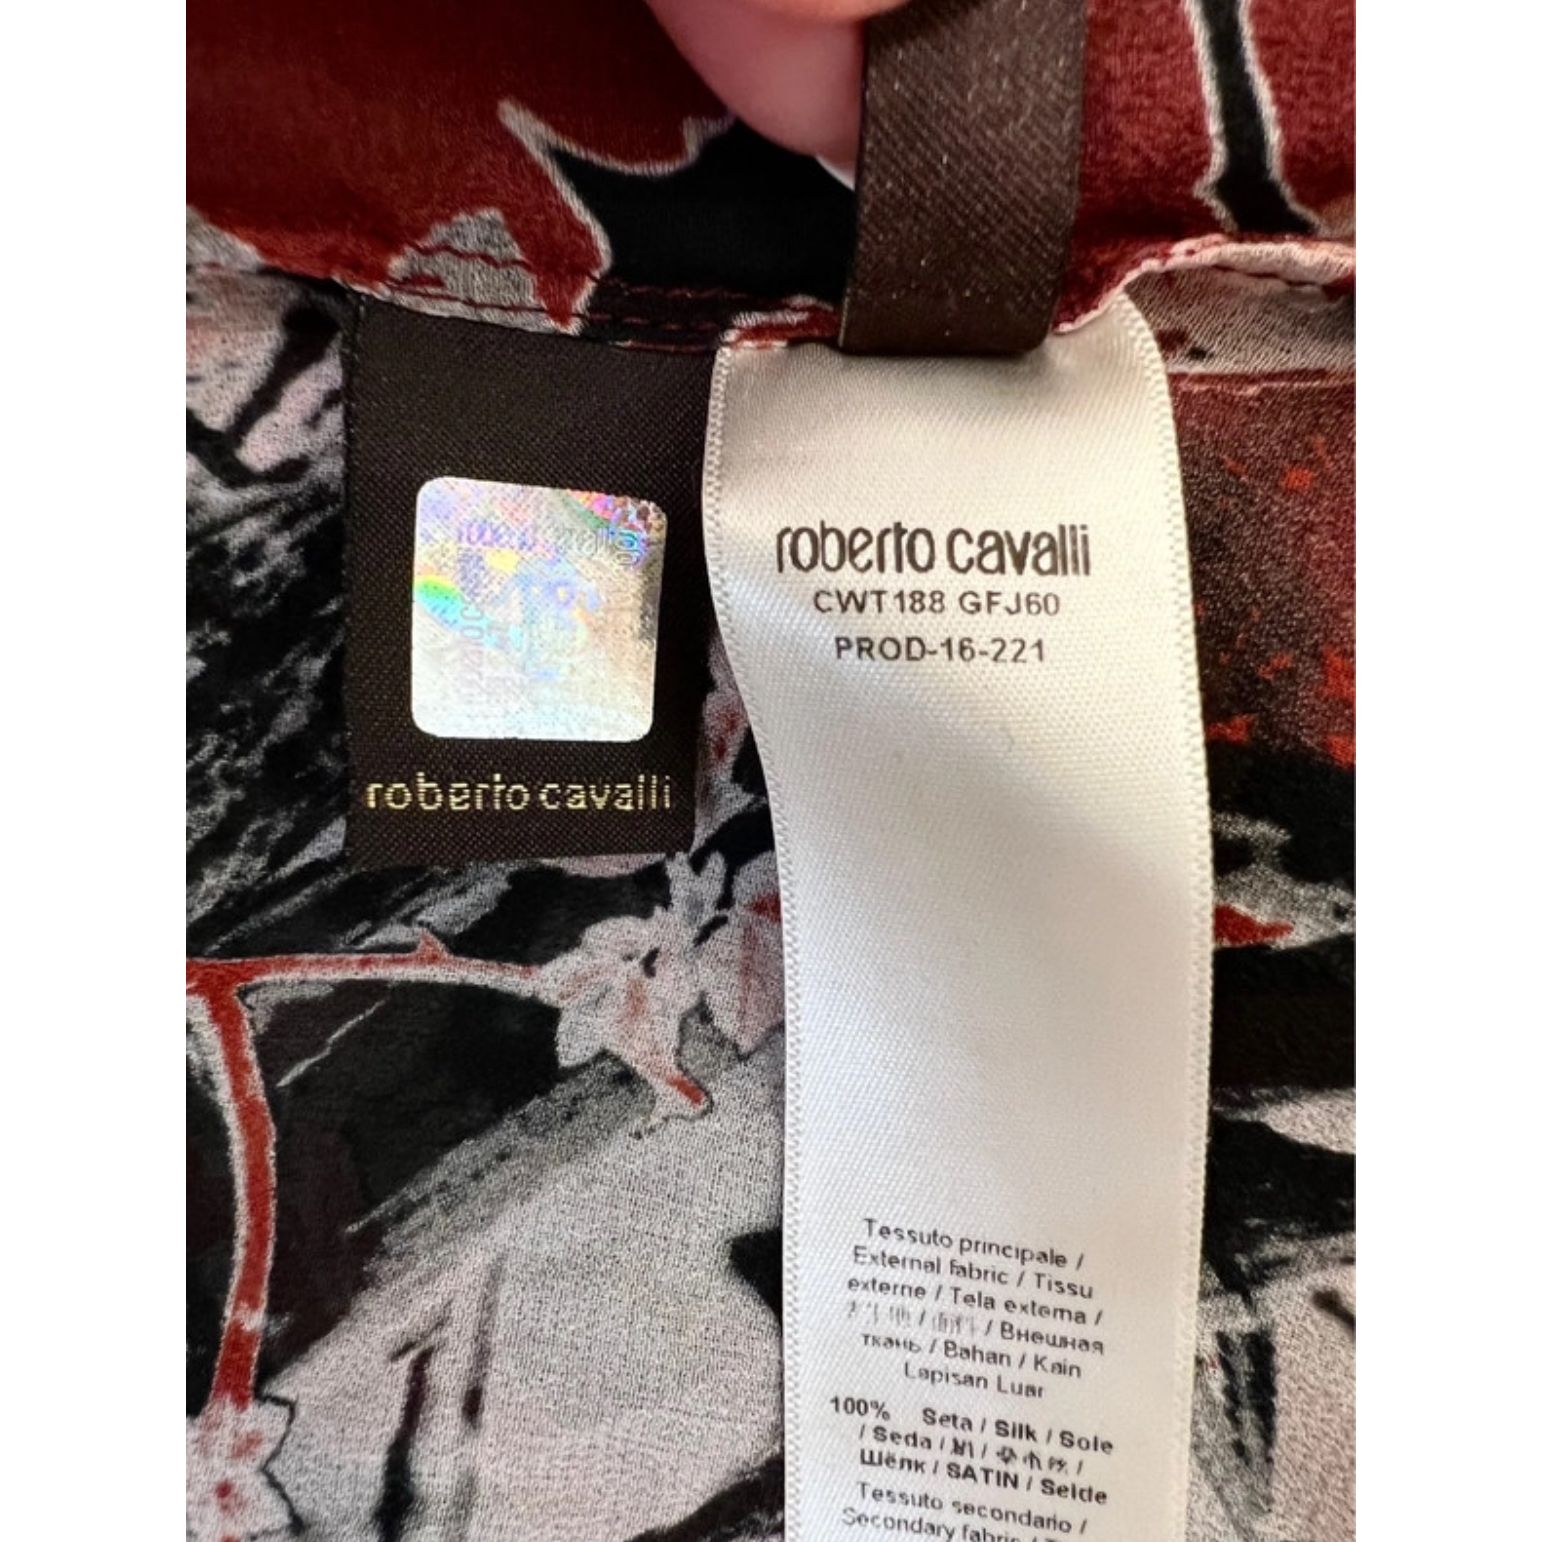 roberto cavalli
roberto cavalli
CWT188 GFJ60
PROD-16-221
Tessuto principale /
External fabric / Tissu
externe / Tela externa /
/ Внешная
ткань / Bahan / Kain
Lapisan Luar
100% Seta / Silk / Sole
/ Seda /
Шёлк / SATIN / Seide
Tessuto secondario /
Secondary fabric /